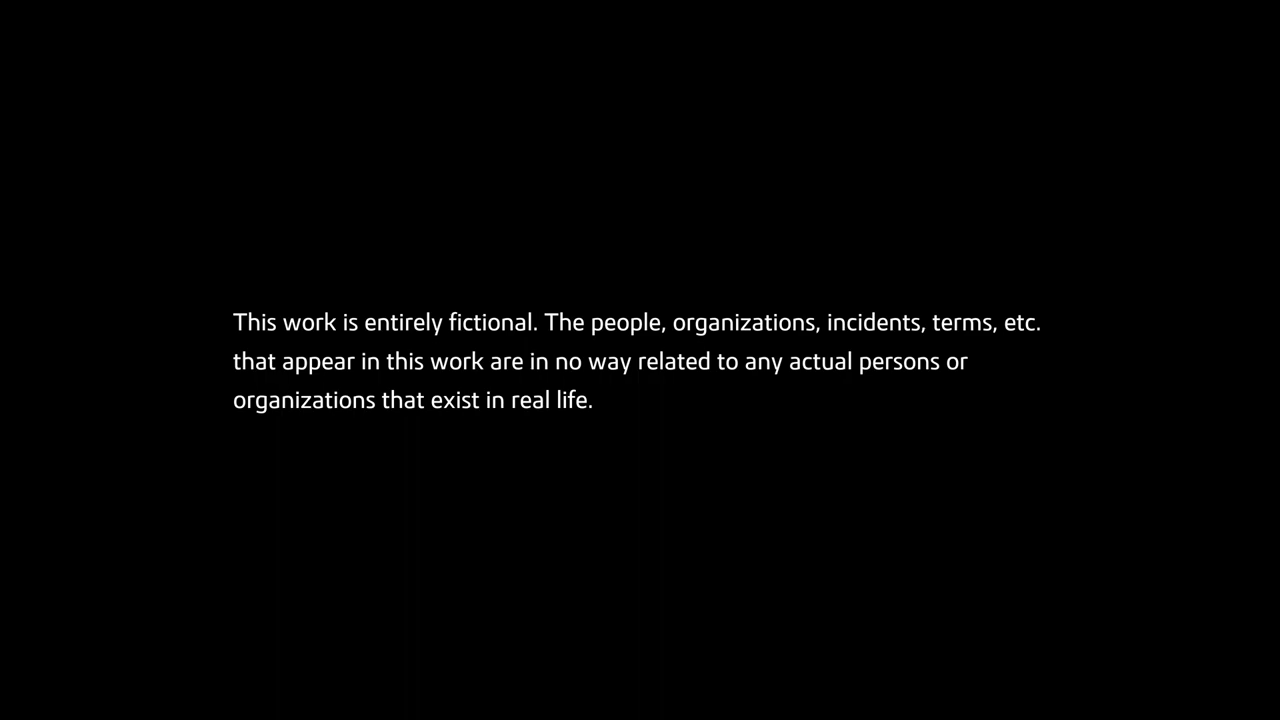 This work is entirely fictional. The people, organizations, incidents, terms, etc.
that appear in this work are in no way related to any actual persons or
organizations that exist in real life.